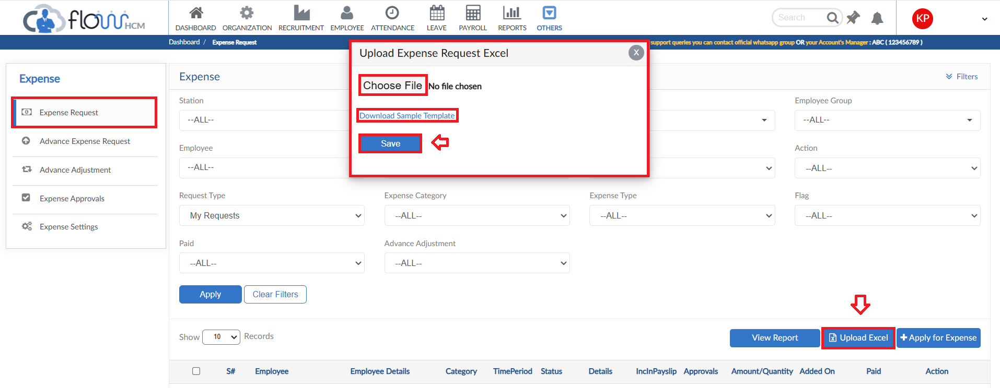 flowHCM
DASHBOARD ORGANIZATION RECRUITMENT EMPLOYEE ATTENDANCE LEAVE PAYROLL REPORTS OTHERS
Search
KP
Dashboard / Expense Request
support queries you can contact official whatsapp group OR your Account's Manager : ABC ( 123456789 )
Upload Expense Request Excel
X
Choose File No file chosen
Download Sample Template
Save
Expense
Expense Request
Advance Expense Request
Advance Adjustment
Expense Approvals
Expense Settings
Expense
Filters
Station
Employee Group
--ALL--
--ALL--
Employee
Action
--ALL--
--ALL--
Request Type Expense Category Expense Type Flag
My Requests --ALL-- --ALL-- --ALL--
Paid Advance Adjustment
--ALL-- --ALL--
Apply Clear Filters
Show 10 Records
View Report Upload Excel + Apply for Expense
S# Employee Employee Details Category TimePeriod Status Details IncInPayslip Approvals Amount/Quantity Added On Paid Action